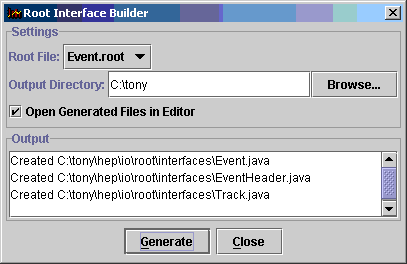 Root Interface Builder
Settings
Root File: Event.root
Output Directory: C:\tony Browse...
Open Generated Files in Editor
Output
Created C:\tony\hep\io\root\interfaces\Event.java
Created C:\tony\hep\io\root\interfaces\EventHeader.java
Created C:\tony\hep\io\root\interfaces\Track.java
Generate Close